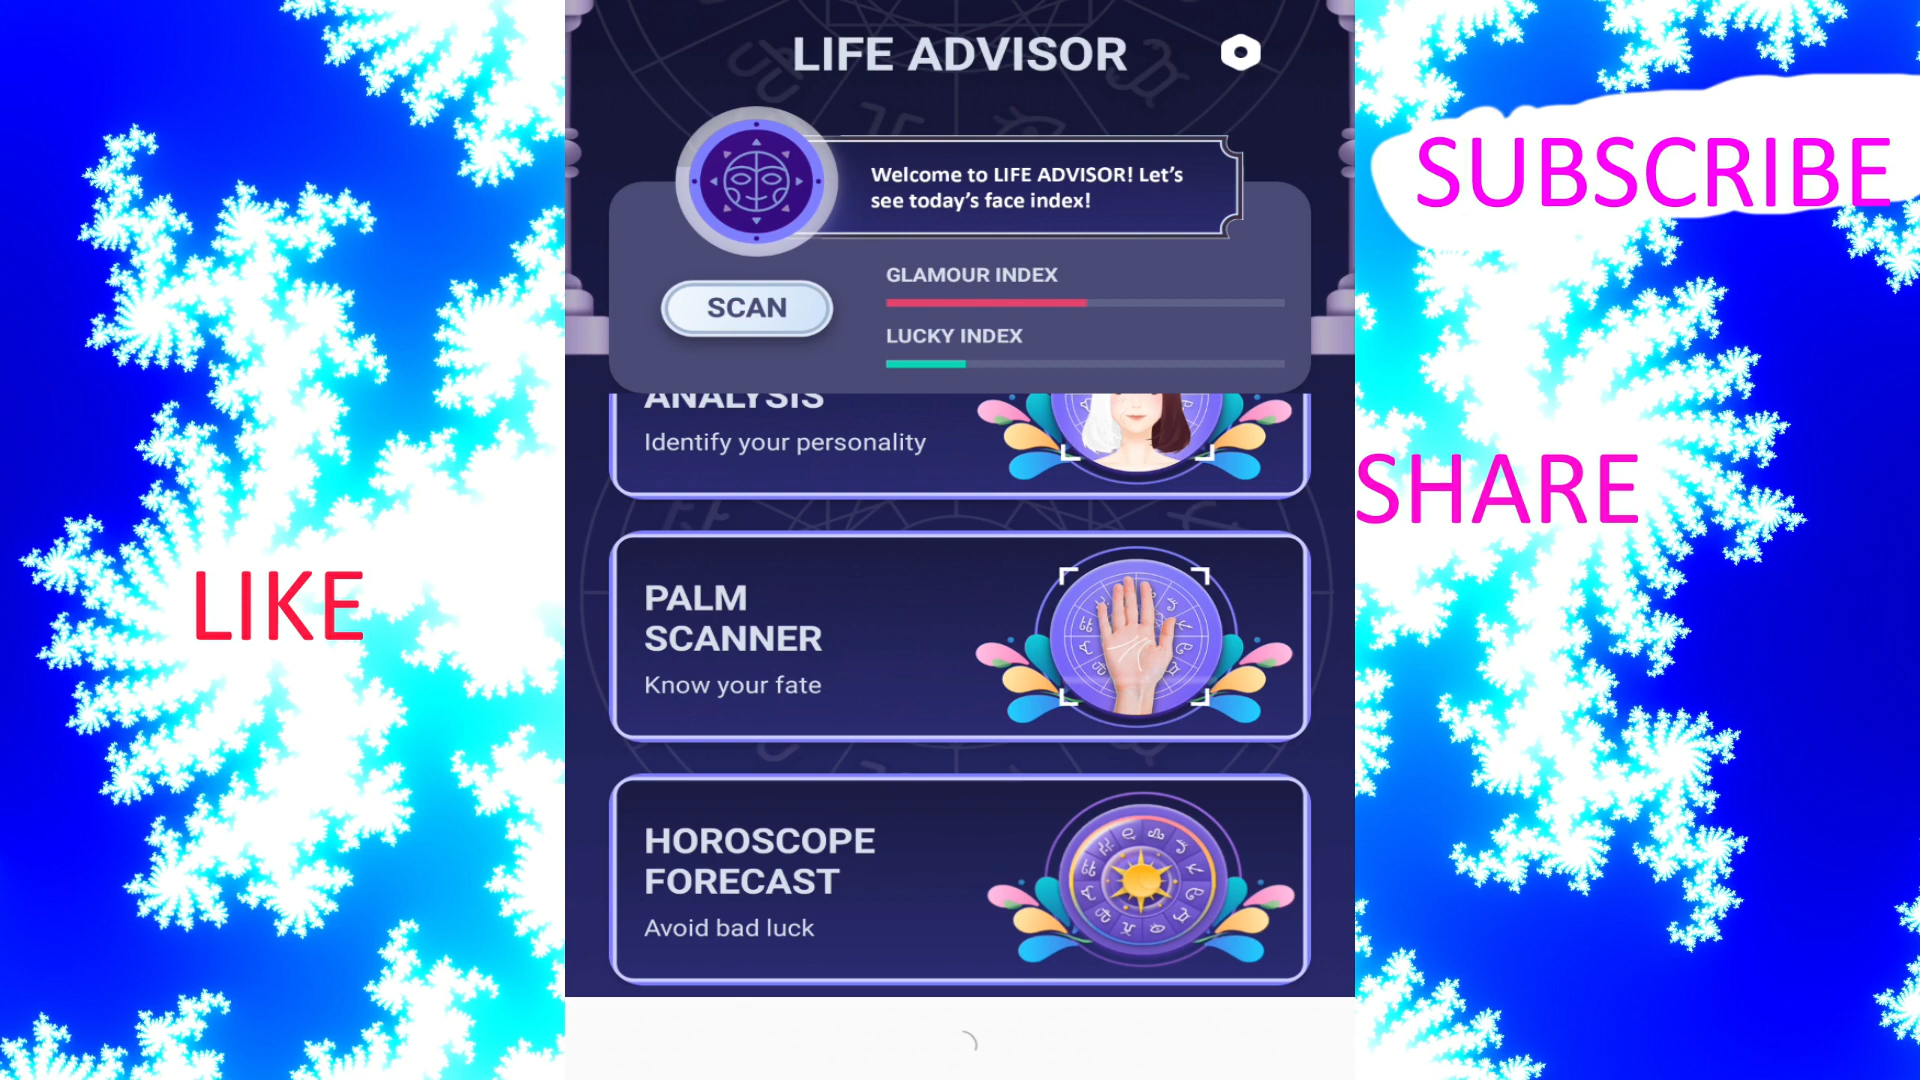 LIFE ADVISOR
Welcome to LIFE ADVISOR! Let's
see today's face index!
SCAN
GLAMOUR INDEX
LUCKY INDEX
ANALYSIS
Identify your personality
PALM
SCANNER
Know your fate
HOROSCOPE
FORECAST
Avoid bad luck
LIKE
SUBSCRIBE
SHARE